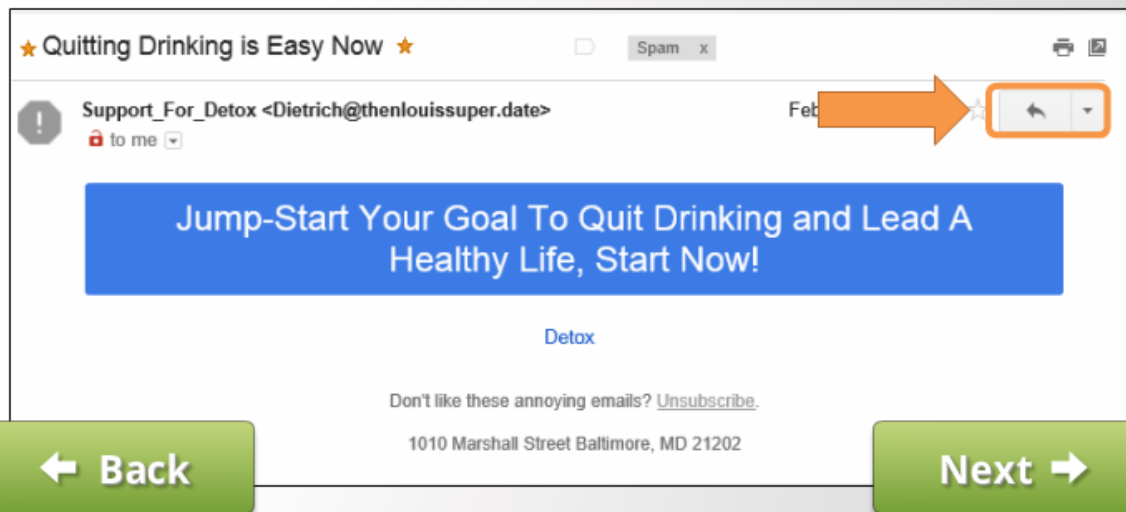 Quitting Drinking is Easy Now
Spam x
Support_For_Detox <Dietrich@thenlouissuper.date>
Feb
to me
Jump-Start Your Goal To Quit Drinking and Lead A
Healthy Life, Start Now!
Detox
Don't like these annoying emails? Unsubscribe.
1010 Marshall Street Baltimore, MD 21202
Back
Next